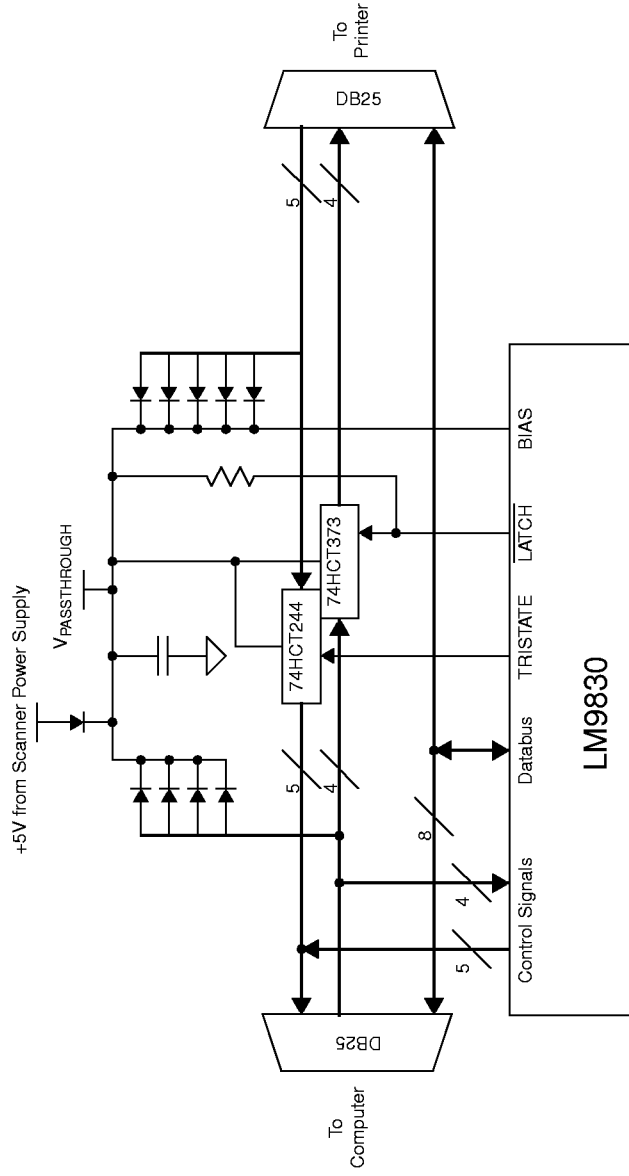 +5V from Scanner Power Supply
VPASSTHROUGH
To
Computer
DB25
5
4
74HCT244
74HCT373
5
4
DB25
To
Printer
8
5
4
Control Signals
Databus
TRISTATE
LATCH
BIAS
LM9830